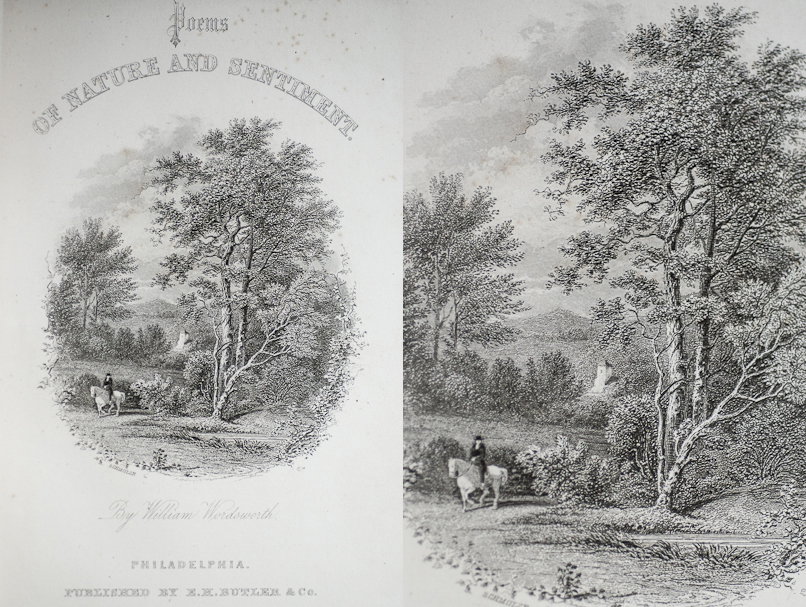 Poems
OF NATURE AND SENTIMENT.
By William Wordsworth.
PHILADELPHIA.
PUBLISHED BY E.H. BUTLER & Co.